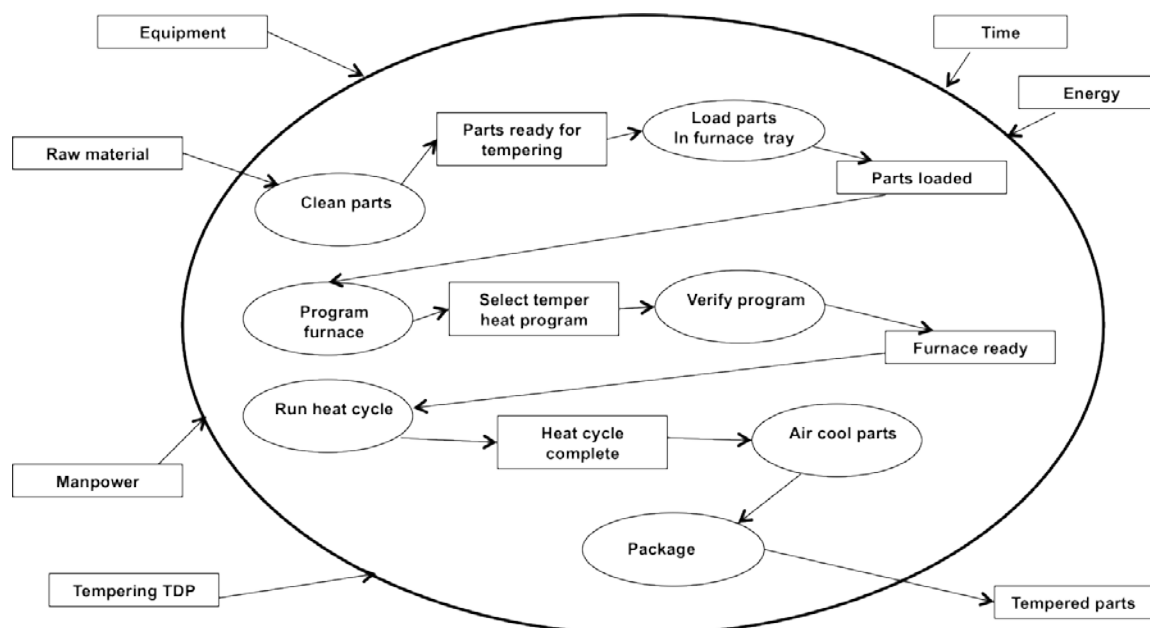 Equipment
Time
Energy
Raw material
Parts ready for
tempering
Load parts
In furnace tray
Parts loaded
Clean parts
Program
furnace
Select temper
heat program
Verify program
Furnace ready
Run heat cycle
Heat cycle
complete
Air cool parts
Manpower
Package
Tempering TDP
Tempered parts